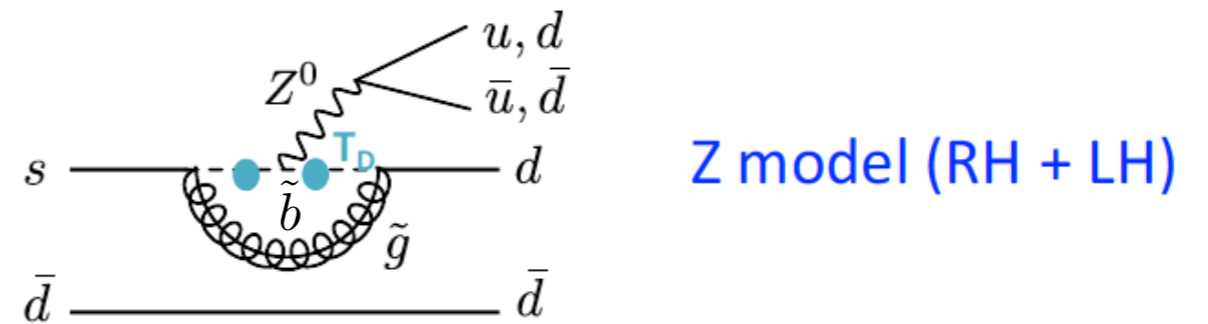 u, d
Z⁰
ū, d̄
T_D
s
d
Z model (RH + LH)
b̃
g̃
d̄
d̄